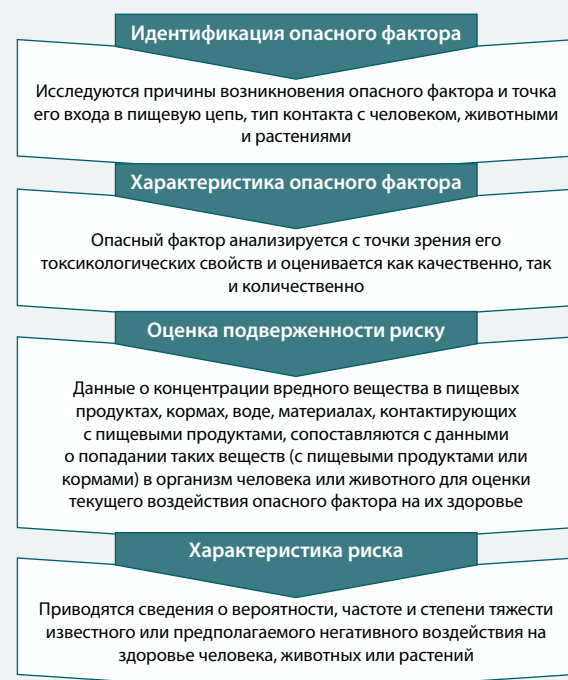 Идентификация опасного фактора
Исследуются причины возникновения опасного фактора и точка
его входа в пищевую цепь, тип контакта с человеком, животными
и растениями
Характеристика опасного фактора
Опасный фактор анализируется с точки зрения его
токсикологических свойств и оценивается как качественно, так
и количественно
Оценка подверженности риску
Данные о концентрации вредного вещества в пищевых
продуктах, кормах, воде, материалах, контактирующих
с пищевыми продуктами, сопоставляются с данными
о попадании таких веществ (с пищевыми продуктами или
кормами) в организм человека или животного для оценки
текущего воздействия опасного фактора на их здоровье
Характеристика риска
Приводятся сведения о вероятности, частоте и степени тяжести
известного или предполагаемого негативного воздействия на
здоровье человека, животных или растений